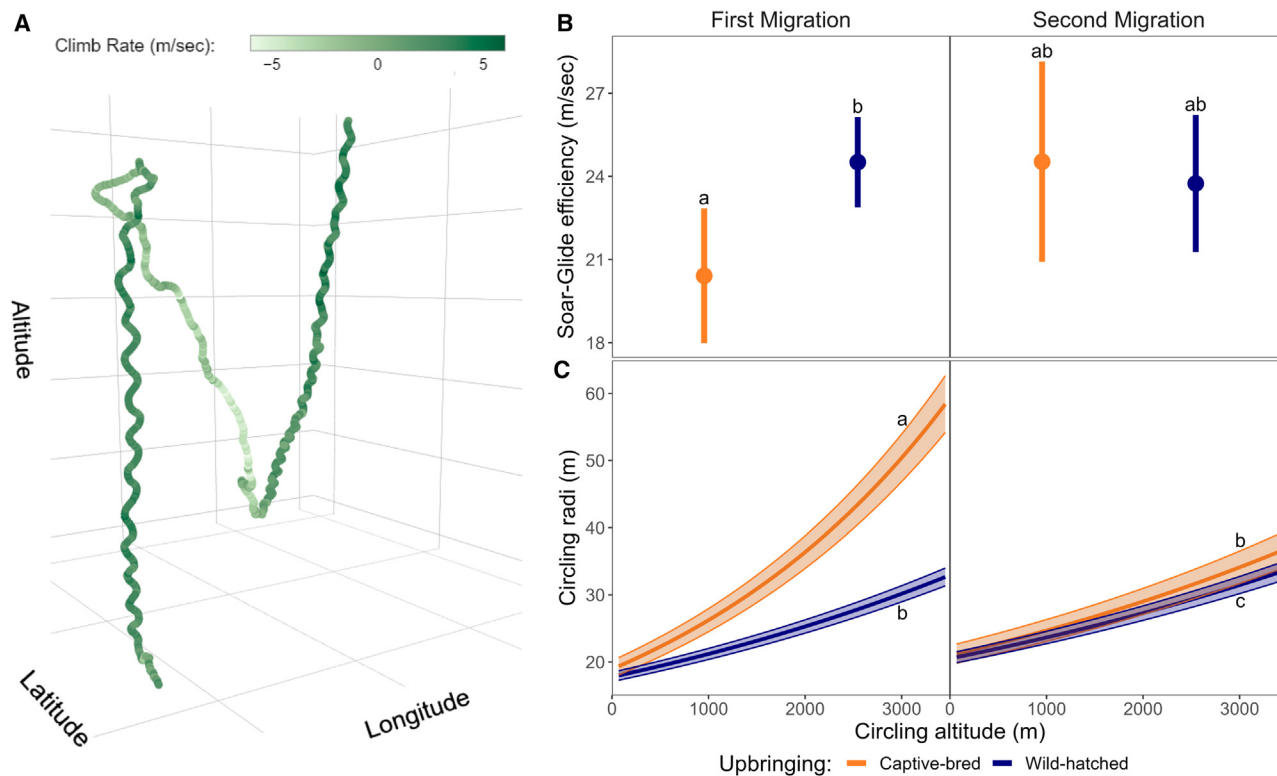 A
Climb Rate (m/sec):
−5
0
5
Altitude
Latitude
Longitude
B
First Migration
Second Migration
Soar-Glide efficiency (m/sec)
27
24
21
18
a
b
ab
ab
C
Circling radi (m)
60
50
40
30
20
a
b
b
c
0
1000
2000
3000
0
1000
2000
3000
Circling altitude (m)
Upbringing: Captive-bred Wild-hatched